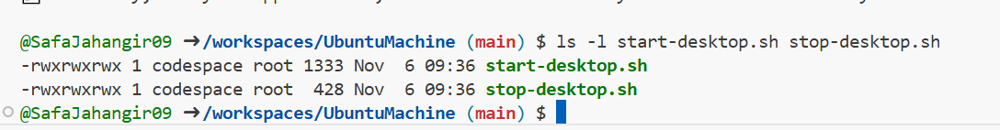 @SafaJahangir09 ➜/workspaces/UbuntuMachine (main) $ ls -l start-desktop.sh stop-desktop.sh
-rwxrwxrwx 1 codespace root 1333 Nov  6 09:36 start-desktop.sh
-rwxrwxrwx 1 codespace root  428 Nov  6 09:36 stop-desktop.sh
@SafaJahangir09 ➜/workspaces/UbuntuMachine (main) $